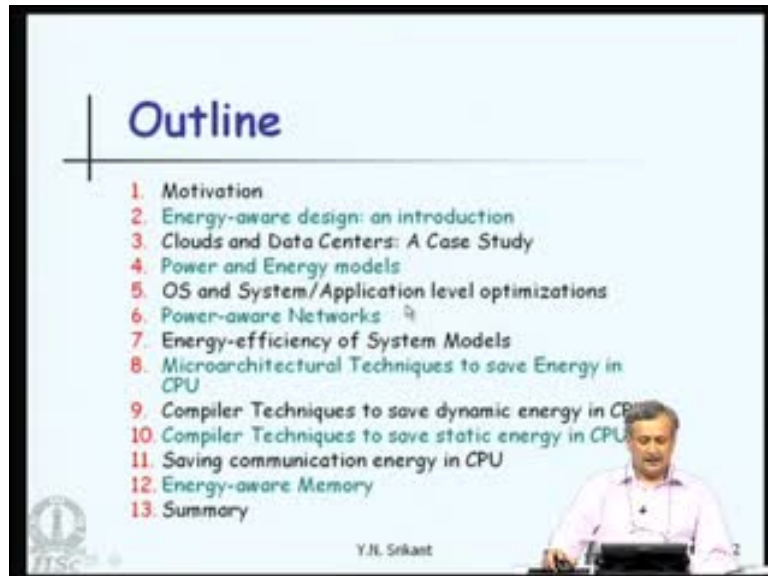 Outline
1. Motivation
2. Energy-aware design: an introduction
3. Clouds and Data Centers: A Case Study
4. Power and Energy models
5. OS and System/Application level optimizations
6. Power-aware Networks
7. Energy-efficiency of System Models
8. Microarchitectural Techniques to save Energy in
CPU
9. Compiler Techniques to save dynamic energy in
10. Compiler Techniques to save static energy in CPU
11. Saving communication energy in CPU
12. Energy-aware Memory
13. Summary
IISc
Y.N. Srikant
2